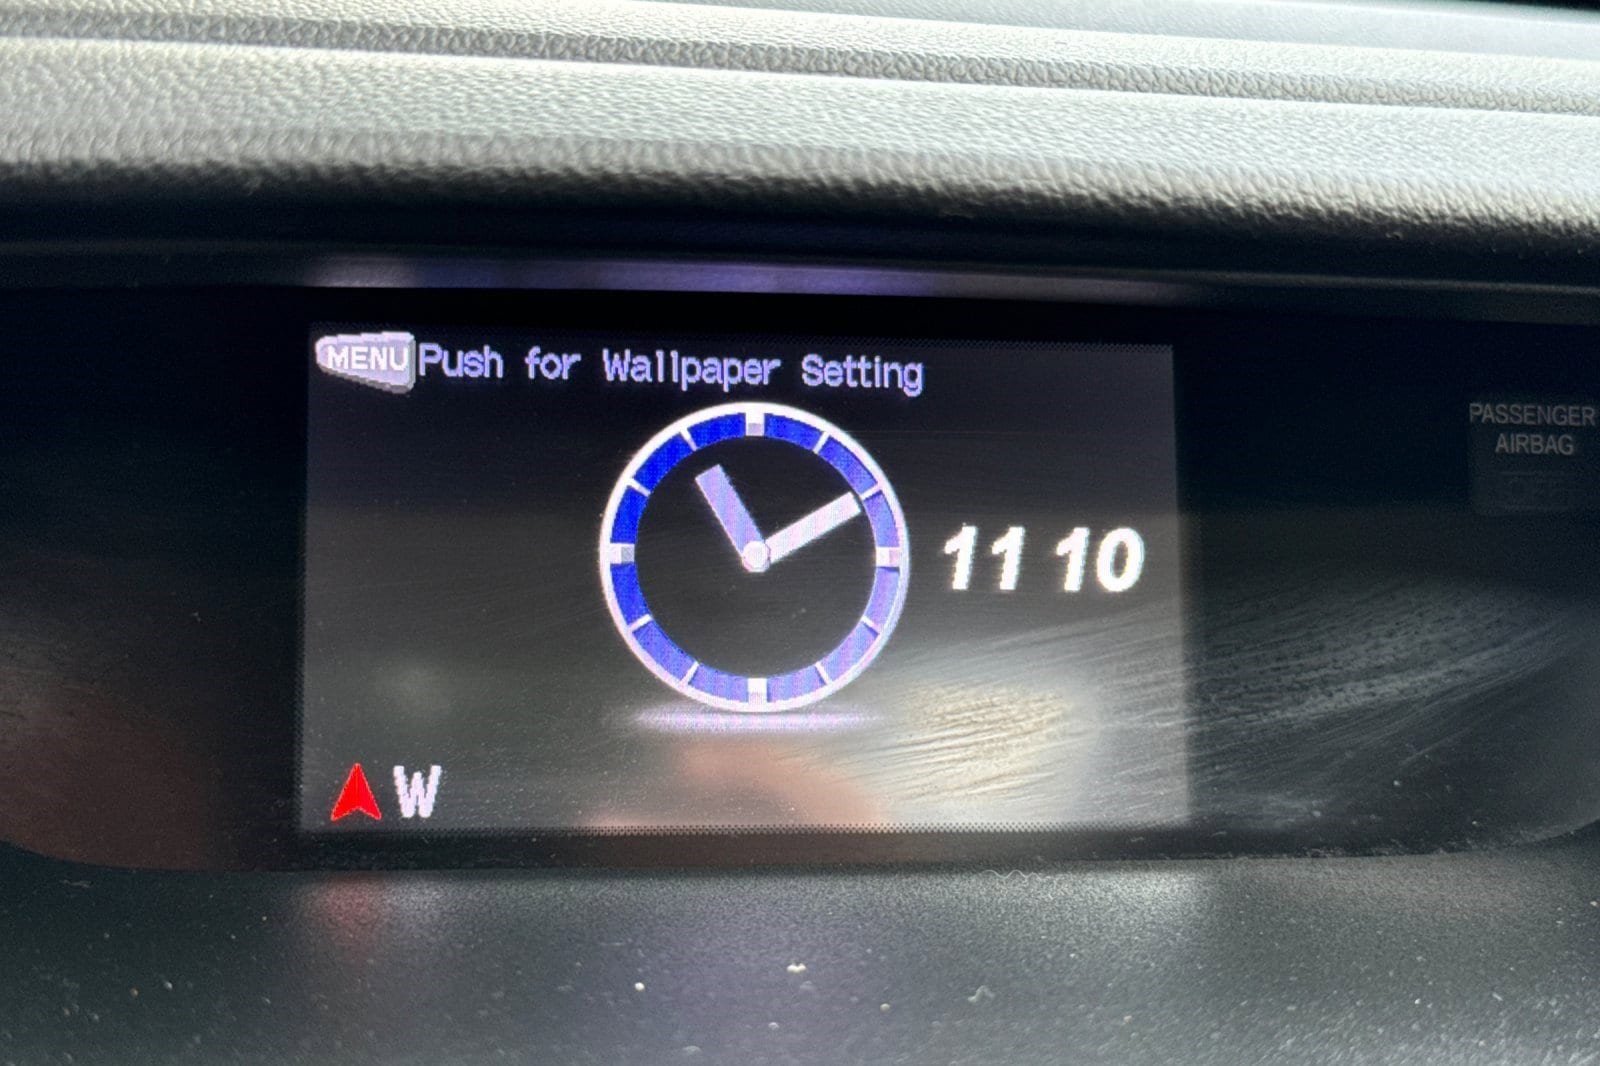 MENU Push for Wallpaper Setting
11 10
W
PASSENGER
AIRBAG